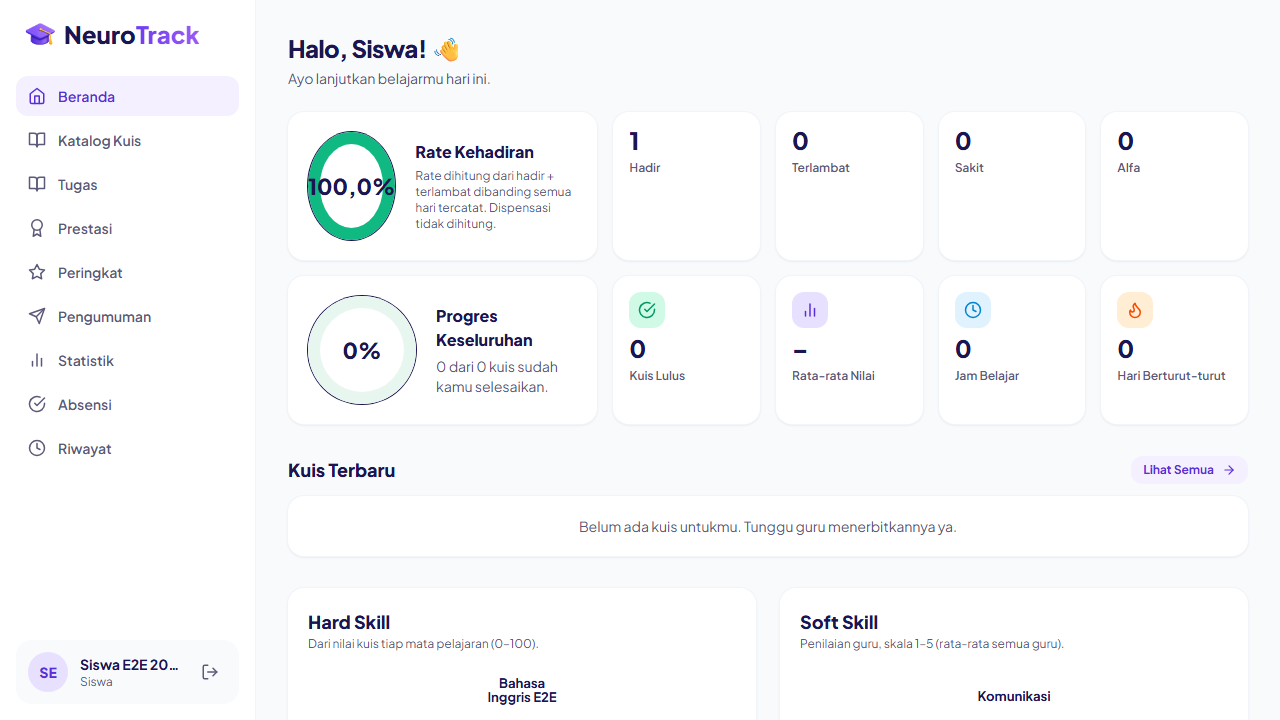 NeuroTrack
Beranda
Katalog Kuis
Tugas
Prestasi
Peringkat
Pengumuman
Statistik
Absensi
Riwayat
SE
Siswa E2E 20...
Siswa
Halo, Siswa! 👋
Ayo lanjutkan belajarmu hari ini.
100,0%
Rate Kehadiran
Rate dihitung dari hadir +
terlambat dibanding semua
hari tercatat. Dispensasi
tidak dihitung.
1
Hadir
0
Terlambat
0
Sakit
0
Alfa
0%
Progres
Keseluruhan
0 dari 0 kuis sudah
kamu selesaikan.
0
Kuis Lulus
–
Rata-rata Nilai
0
Jam Belajar
0
Hari Berturut-turut
Kuis Terbaru
Lihat Semua →
Belum ada kuis untukmu. Tunggu guru menerbitkannya ya.
Hard Skill
Dari nilai kuis tiap mata pelajaran (0–100).
Bahasa
Inggris E2E
Soft Skill
Penilaian guru, skala 1–5 (rata-rata semua guru).
Komunikasi